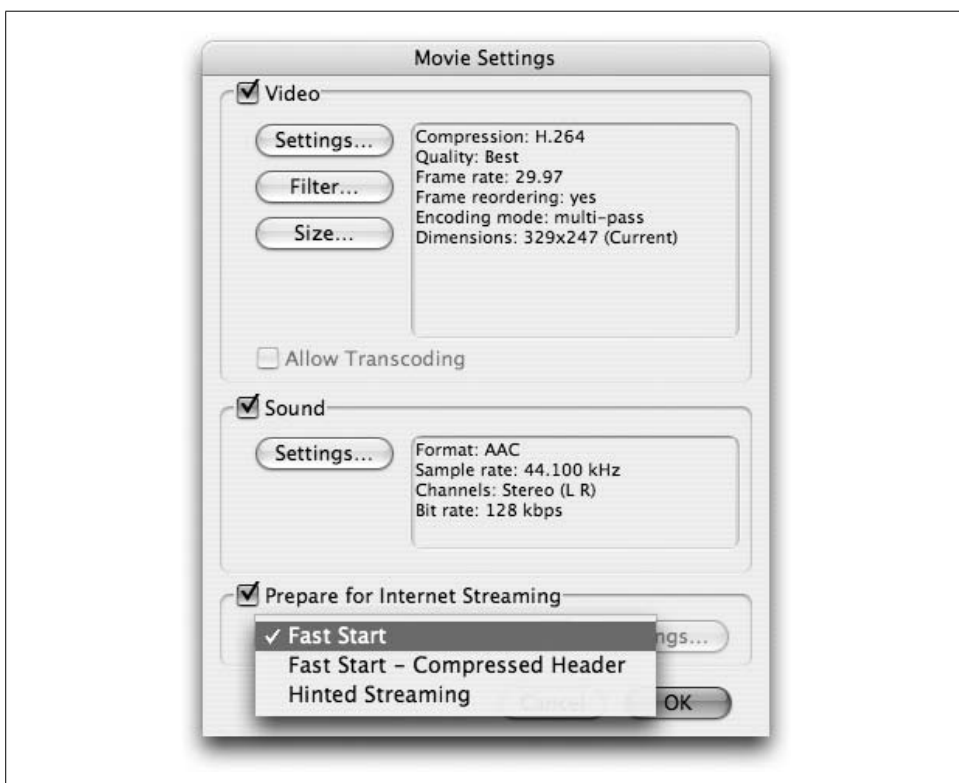 Movie Settings
Video
Settings...
Filter...
Size...
Compression: H.264
Quality: Best
Frame rate: 29.97
Frame reordering: yes
Encoding mode: multi-pass
Dimensions: 329x247 (Current)
Allow Transcoding
Sound
Settings...
Format: AAC
Sample rate: 44.100 kHz
Channels: Stereo (L R)
Bit rate: 128 kbps
Prepare for Internet Streaming
✓ Fast Start
ngs...
Fast Start – Compressed Header
Hinted Streaming
Cancel
OK